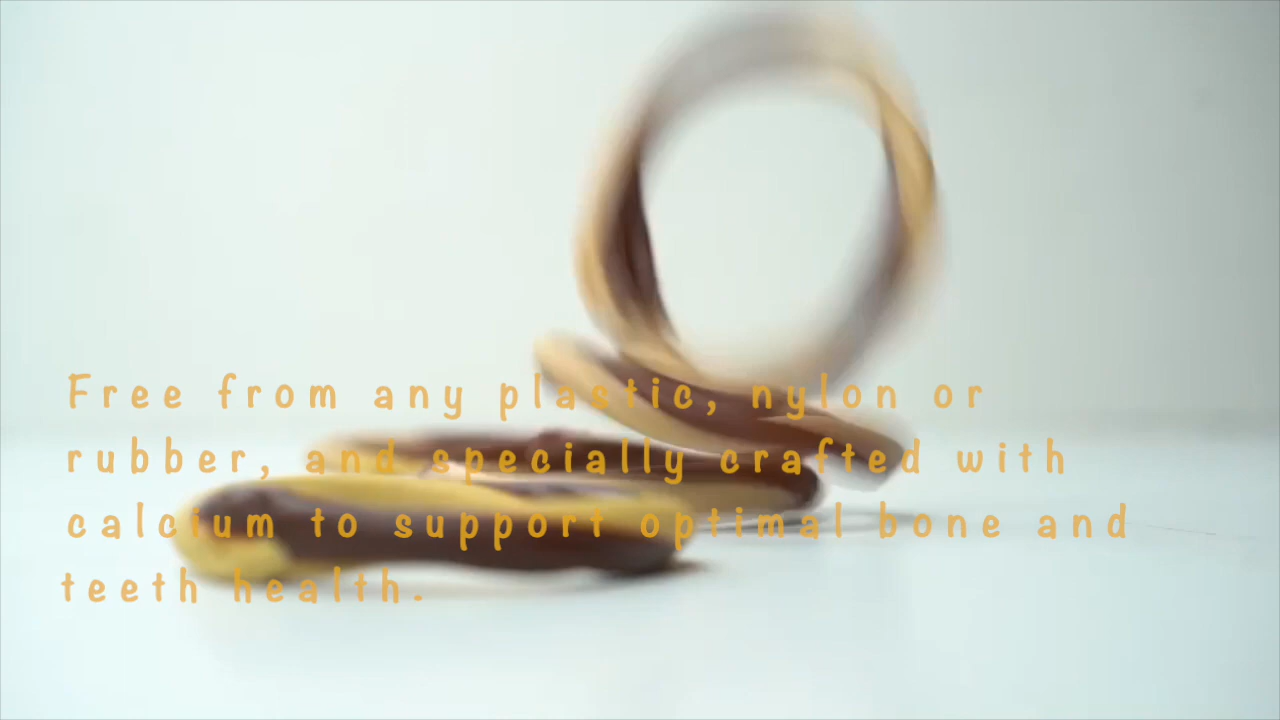 Free from any plastic, nylon or
rubber, and specially crafted with
calcium to support optimal bone and
teeth health.